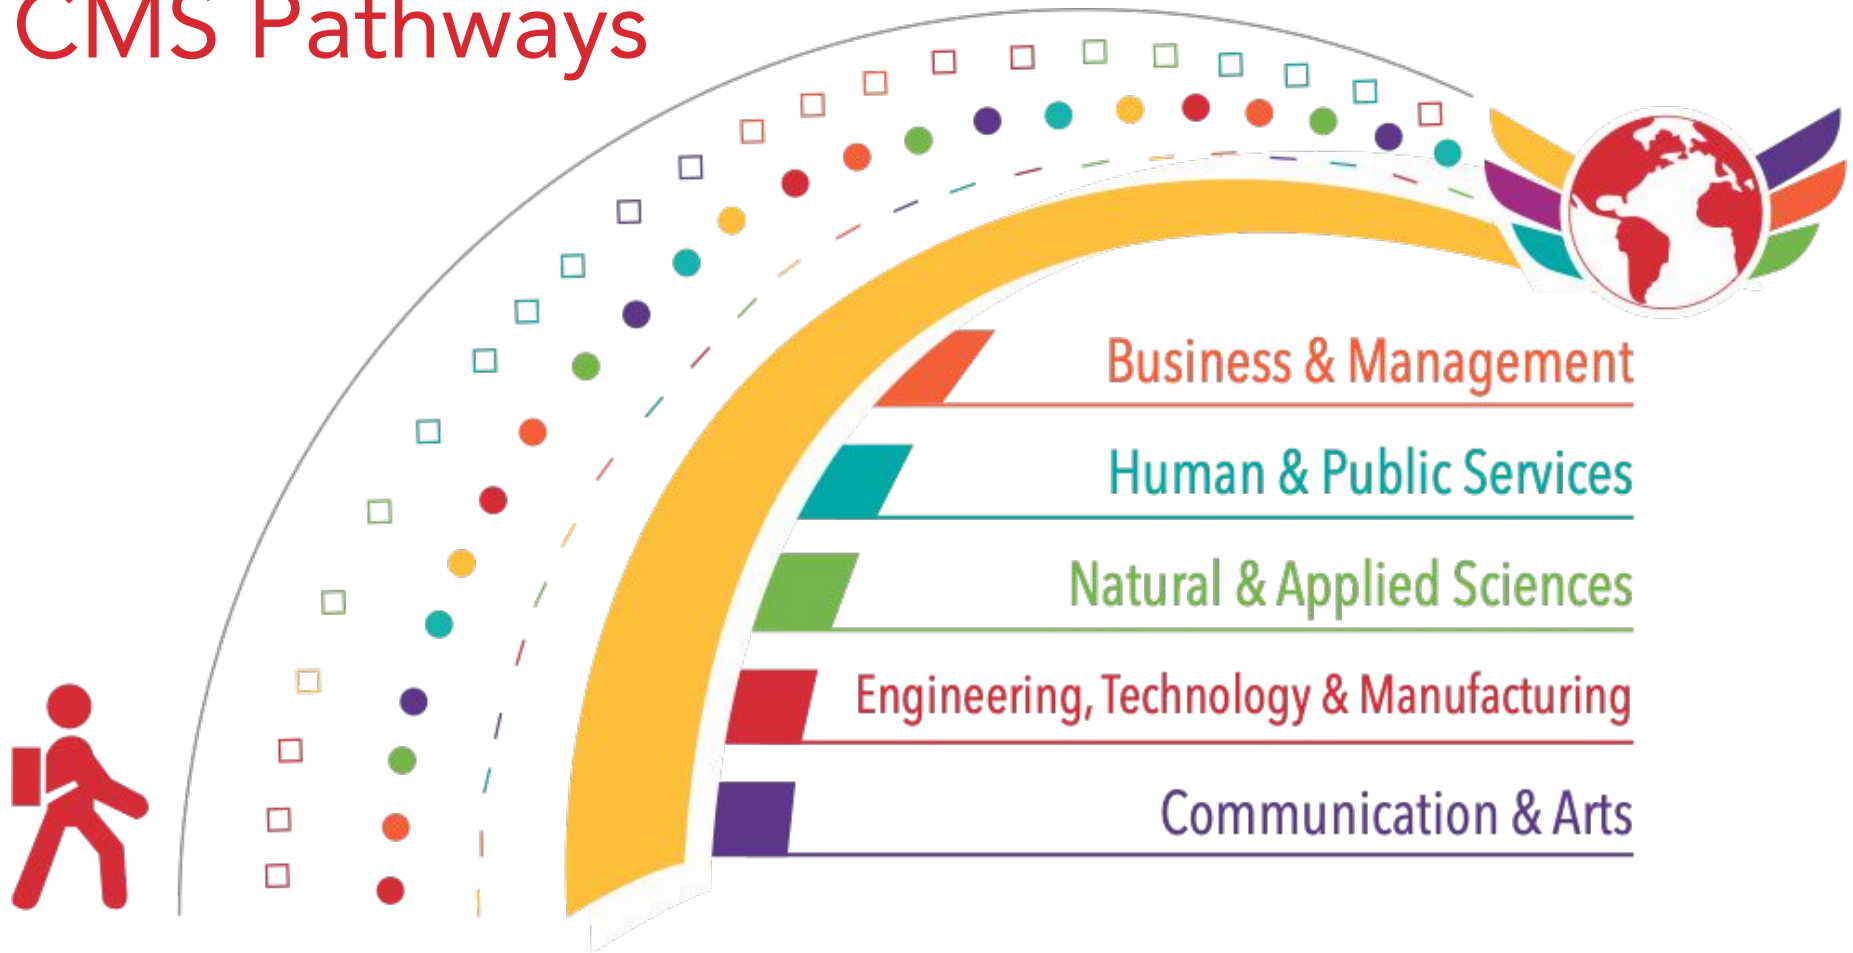 CMS Pathways
Business & Management
Human & Public Services
Natural & Applied Sciences
Engineering, Technology & Manufacturing
Communication & Arts